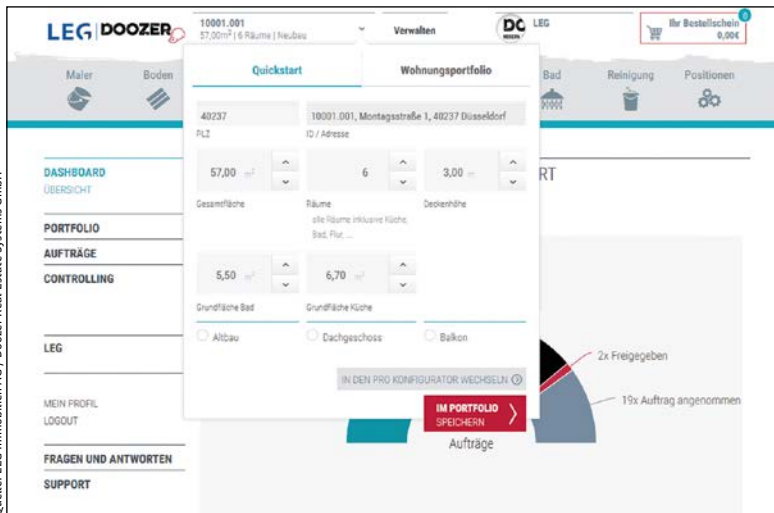 LEG DOOZER
10001.001
57,00m² | 6 Räume | Neubau
Verwalten
DC
LEG
Ihr Bestellschein
0
0,00€
Maler
Boden
Bad
Reinigung
Positionen
Quickstart
Wohnungsportfolio
40237
PLZ
10001.001, Montagsstraße 1, 40237 Düsseldorf
ID / Adresse
57,00 m²
Gesamtfläche
6
Räume
alle Räume inklusive Küche,
Bad, Flur, ...
3,00 m
Deckenhöhe
5,50 m²
Grundfläche Bad
6,70 m²
Grundfläche Küche
Altbau
Dachgeschoss
Balkon
IN DEN PRO KONFIGURATOR WECHSELN
IM PORTFOLIO
SPEICHERN
DASHBOARD
ÜBERSICHT
PORTFOLIO
AUFTRÄGE
CONTROLLING
LEG
MEIN PROFIL
LOGOUT
FRAGEN UND ANTWORTEN
SUPPORT
RT
2x Freigegeben
19x Auftrag angenommen
Aufträge